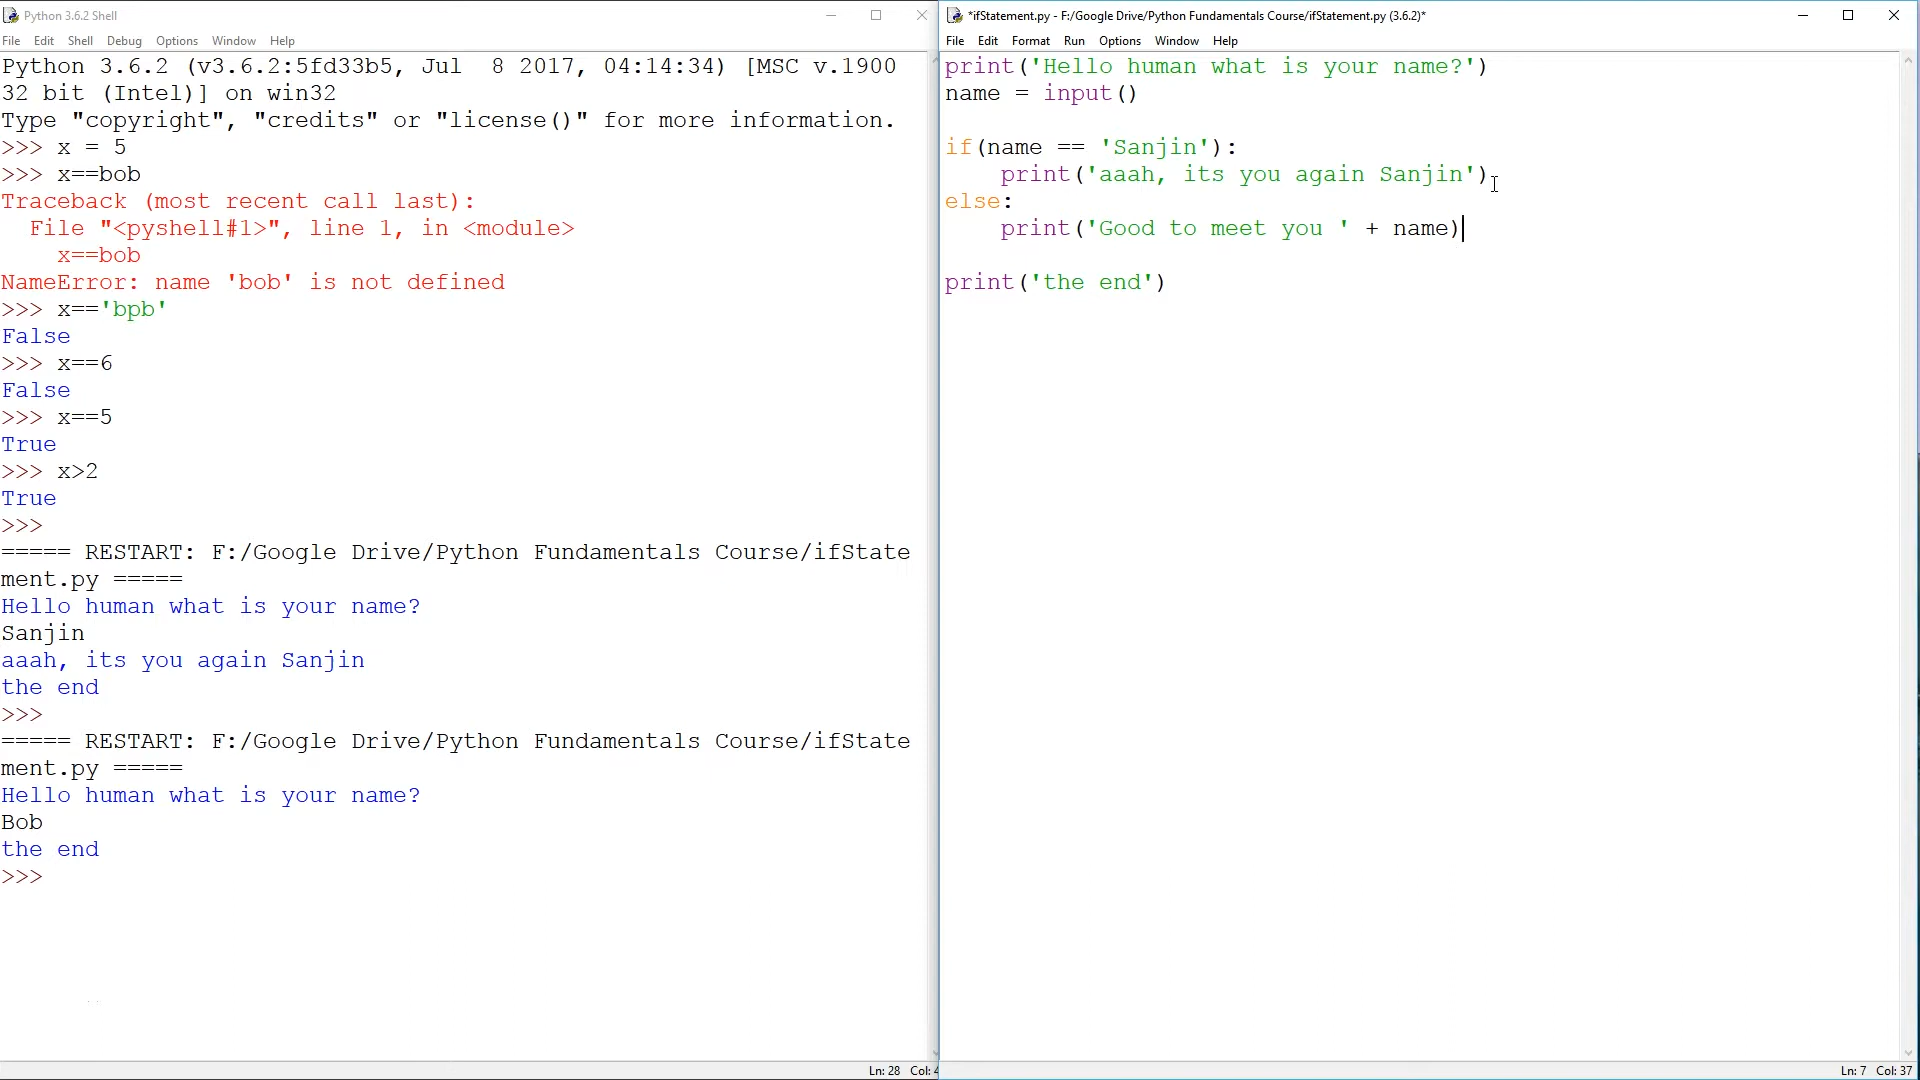 Python 3.6.2 Shell
File Edit Shell Debug Options Window Help
Python 3.6.2 (v3.6.2:5fd33b5, Jul  8 2017, 04:14:34) [MSC v.1900
32 bit (Intel)] on win32
Type "copyright", "credits" or "license()" for more information.
>>> x = 5
>>> x==bob
Traceback (most recent call last):
  File "<pyshell#1>", line 1, in <module>
    x==bob
NameError: name 'bob' is not defined
>>> x=='bpb'
False
>>> x==6
False
>>> x==5
True
>>> x>2
True
>>>
===== RESTART: F:/Google Drive/Python Fundamentals Course/ifState
ment.py =====
Hello human what is your name?
Sanjin
aaah, its you again Sanjin
the end
>>>
===== RESTART: F:/Google Drive/Python Fundamentals Course/ifState
ment.py =====
Hello human what is your name?
Bob
the end
>>>
Ln: 28 Col: 4
*ifStatement.py - F:/Google Drive/Python Fundamentals Course/ifStatement.py (3.6.2)*
File Edit Format Run Options Window Help
print('Hello human what is your name?')
name = input()
if(name == 'Sanjin'):
    print('aaah, its you again Sanjin')
else:
    print('Good to meet you ' + name)
print('the end')
Ln: 7 Col: 37